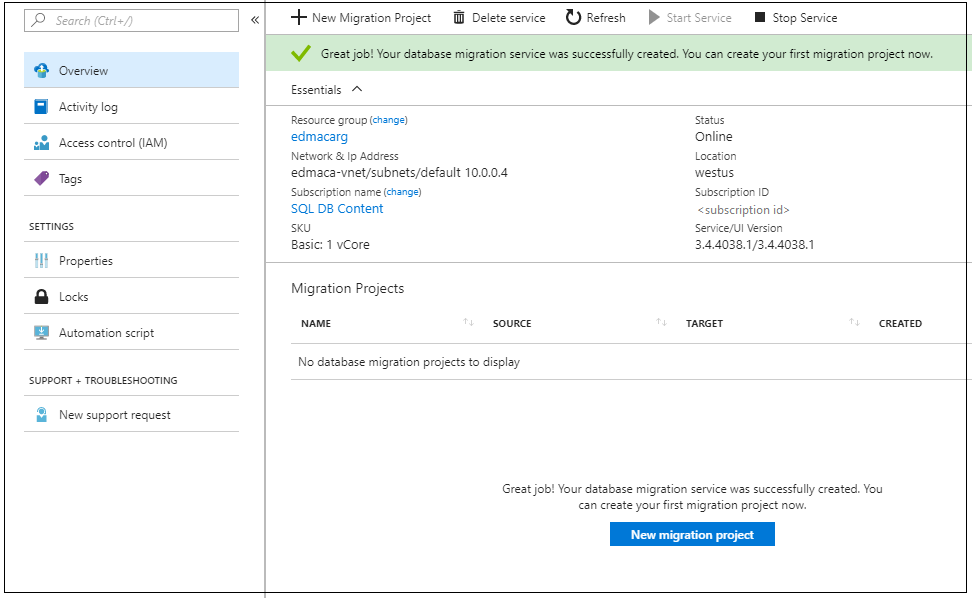 Search (Ctrl+/)
«
Overview
Activity log
Access control (IAM)
Tags
SETTINGS
Properties
Locks
Automation script
SUPPORT + TROUBLESHOOTING
New support request
New Migration Project Delete service Refresh Start Service Stop Service
Great job! Your database migration service was successfully created. You can create your first migration project now.
Essentials
Resource group (change)
edmacarg
Network & Ip Address
edmaca-vnet/subnets/default 10.0.0.4
Subscription name (change)
SQL DB Content
SKU
Basic: 1 vCore
Status
Online
Location
westus
Subscription ID
<subscription id>
Service/UI Version
3.4.4038.1/3.4.4038.1
Migration Projects
NAME SOURCE TARGET CREATED
No database migration projects to display
Great job! Your database migration service was successfully created. You
can create your first migration project now.
New migration project